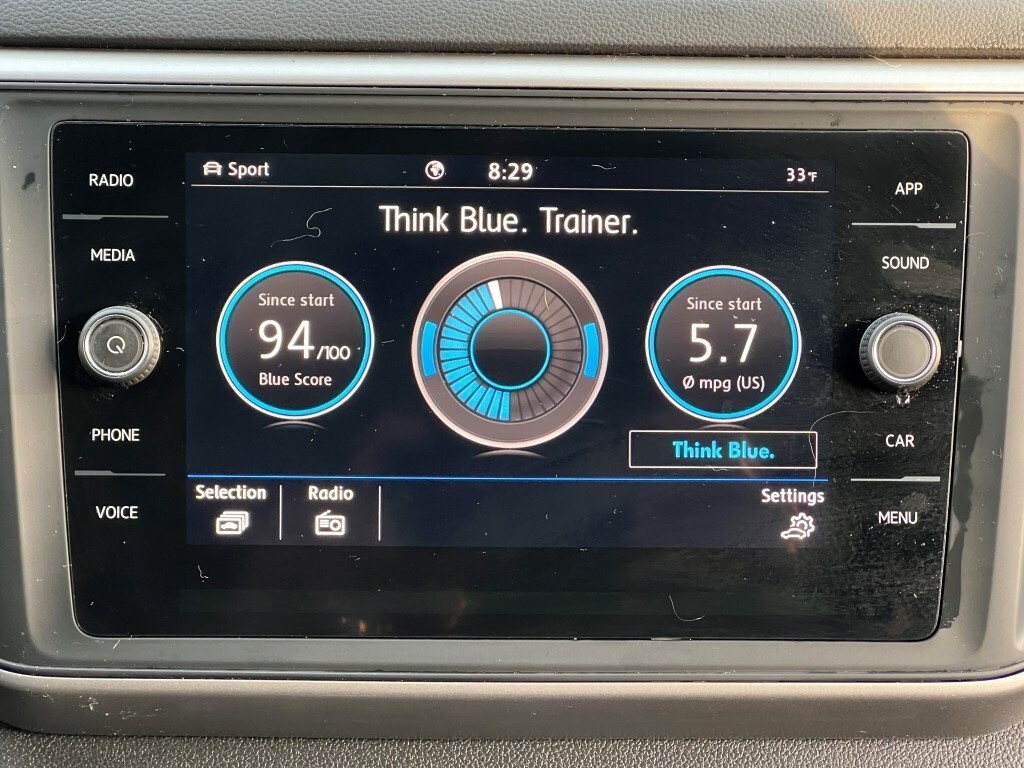 RADIO
MEDIA
PHONE
VOICE
Sport
8:29
33°F
Think Blue. Trainer.
Since start
94/100
Blue Score
Since start
5.7
Ø mpg (US)
Think Blue.
Selection
Radio
Settings
APP
SOUND
CAR
MENU